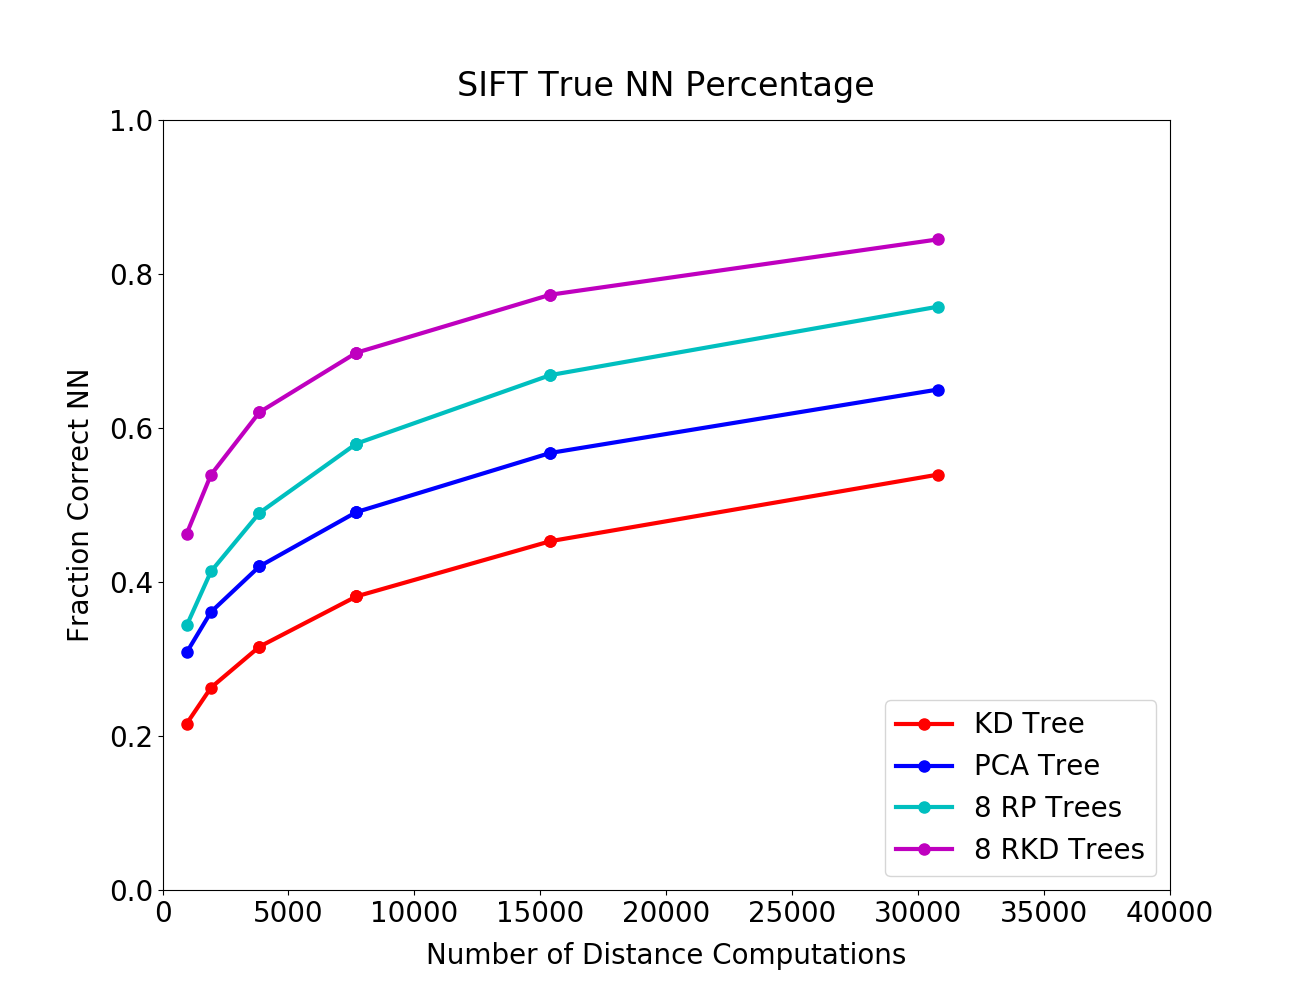 SIFT True NN Percentage
1.0
0.8
0.6
0.4
0.2
0.0
Fraction Correct NN
KD Tree
PCA Tree
8 RP Trees
8 RKD Trees
0 5000 10000 15000 20000 25000 30000 35000 40000
Number of Distance Computations